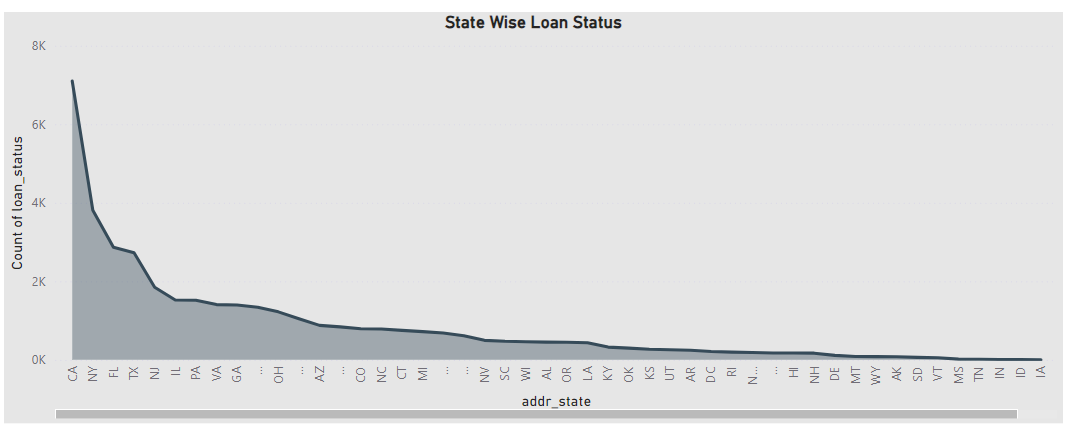 State Wise Loan Status
8K
6K
4K
2K
0K
Count of loan_status
CA
NY
FL
TX
NJ
IL
PA
VA
GA
...
OH
...
AZ
...
CO
NC
CT
MI
...
...
NV
SC
WI
AL
OR
LA
KY
OK
KS
UT
AR
DC
RI
N...
...
HI
NH
DE
MT
WY
AK
SD
VT
MS
TN
IN
ID
IA
addr_state